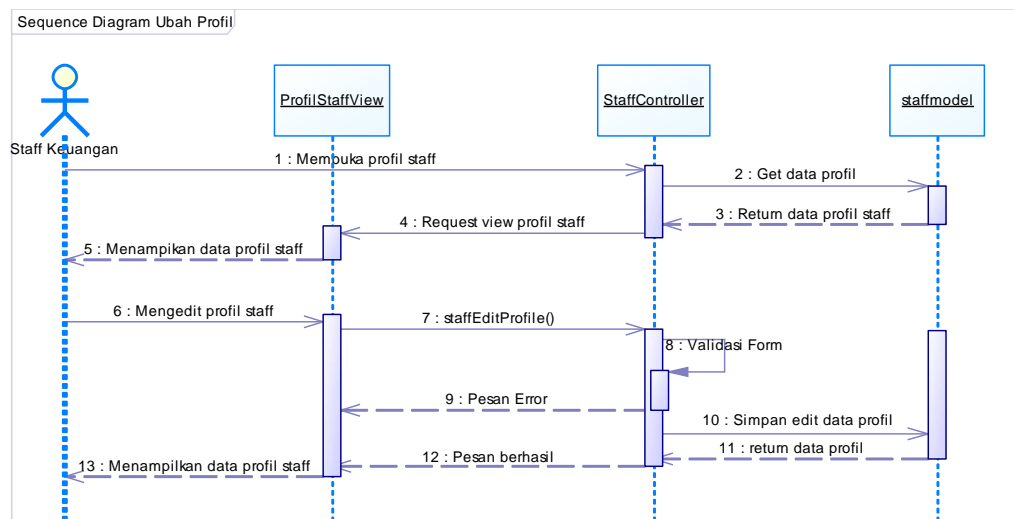 Sequence Diagram Ubah Profil
ProfilStaffView
StaffController
staffmodel
Staff Keuangan
1 : Membuka profil staff
2 : Get data profil
3 : Return data profil staff
4 : Request view profil staff
5 : Menampikan data profil staff
6 : Mengedit profil staff
7 : staffEditProfile()
8 : Validasi Form
9 : Pesan Error
10 : Simpan edit data profil
11 : return data profil
12 : Pesan berhasil
13 : Menampilkan data profil staff